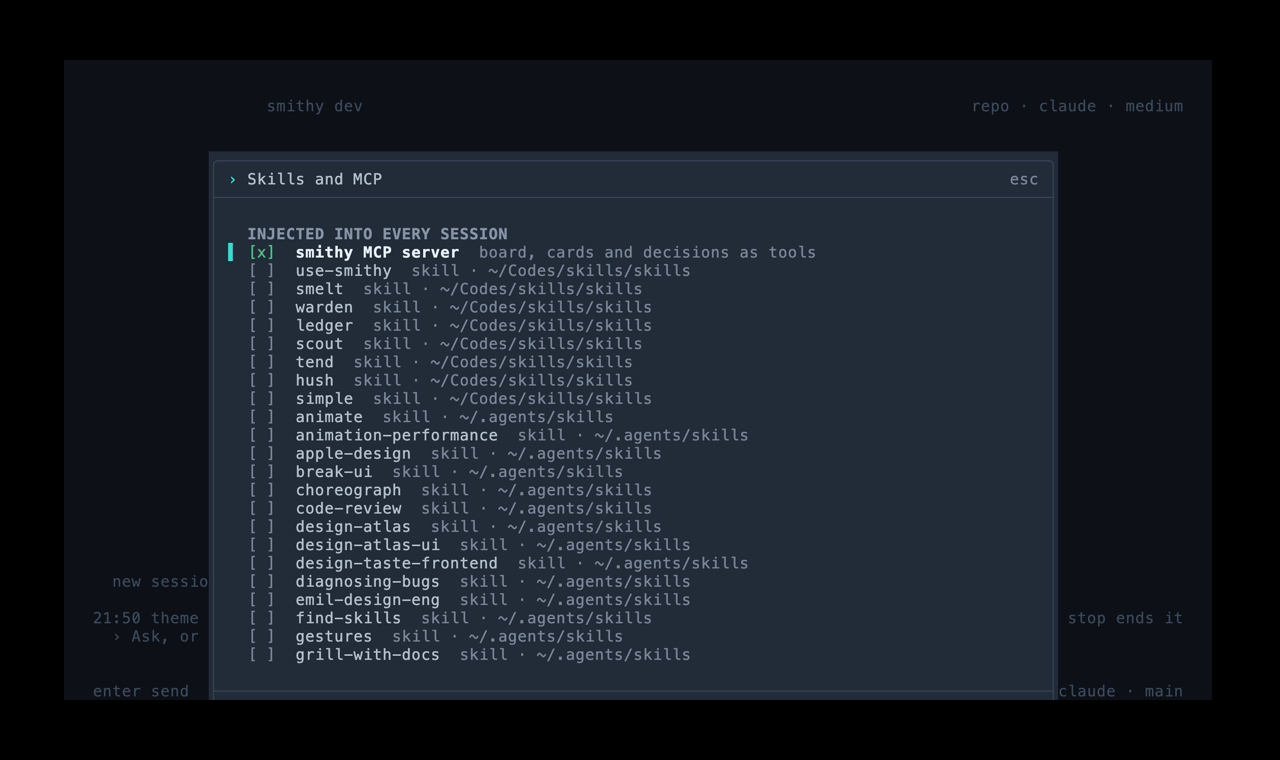 smithy dev
repo · claude · medium
› Skills and MCP esc
INJECTED INTO EVERY SESSION
[x] smithy MCP server board, cards and decisions as tools
[ ] use-smithy skill · ~/Codes/skills/skills
[ ] smelt skill · ~/Codes/skills/skills
[ ] warden skill · ~/Codes/skills/skills
[ ] ledger skill · ~/Codes/skills/skills
[ ] scout skill · ~/Codes/skills/skills
[ ] tend skill · ~/Codes/skills/skills
[ ] hush skill · ~/Codes/skills/skills
[ ] simple skill · ~/Codes/skills/skills
[ ] animate skill · ~/.agents/skills
[ ] animation-performance skill · ~/.agents/skills
[ ] apple-design skill · ~/.agents/skills
[ ] break-ui skill · ~/.agents/skills
[ ] choreograph skill · ~/.agents/skills
[ ] code-review skill · ~/.agents/skills
[ ] design-atlas skill · ~/.agents/skills
[ ] design-atlas-ui skill · ~/.agents/skills
[ ] design-taste-frontend skill · ~/.agents/skills
[ ] diagnosing-bugs skill · ~/.agents/skills
[ ] emil-design-eng skill · ~/.agents/skills
[ ] find-skills skill · ~/.agents/skills
[ ] gestures skill · ~/.agents/skills
[ ] grill-with-docs skill · ~/.agents/skills
new sessio
21:50 theme
stop ends it
› Ask, or
enter send
claude · main